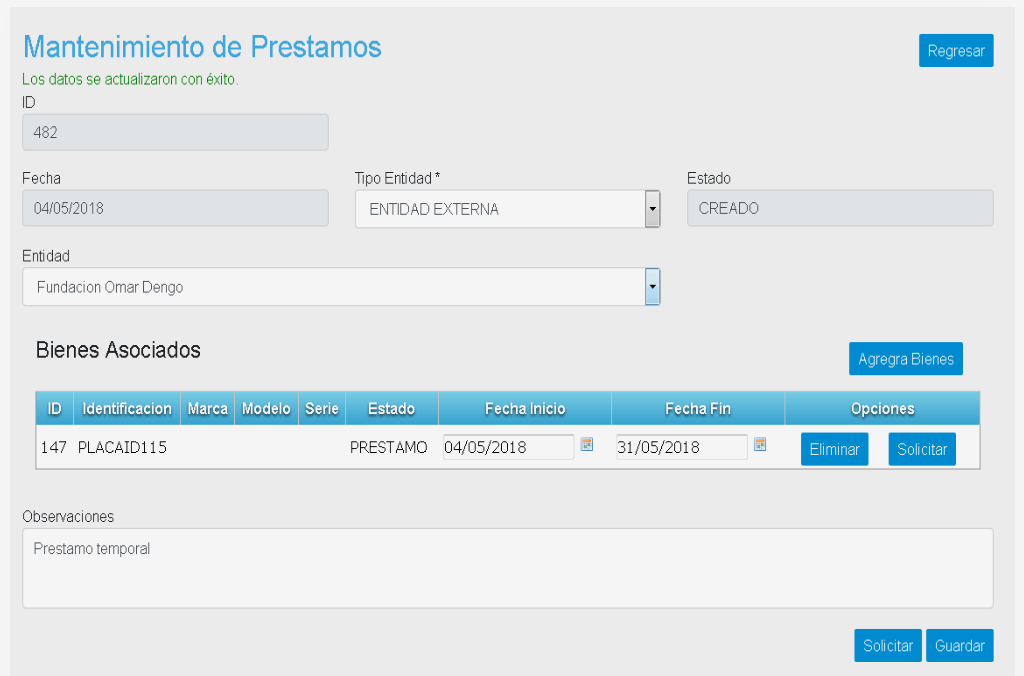 Mantenimiento de Prestamos
Regresar
Los datos se actualizaron con éxito.
ID
482
Fecha Tipo Entidad * Estado
04/05/2018 ENTIDAD EXTERNA CREADO
Entidad
Fundacion Omar Dengo
Bienes Asociados
Agregra Bienes
ID Identificacion Marca Modelo Serie Estado Fecha Inicio Fecha Fin Opciones
147 PLACAID115 PRESTAMO 04/05/2018 31/05/2018 Eliminar Solicitar
Observaciones
Prestamo temporal
Solicitar Guardar